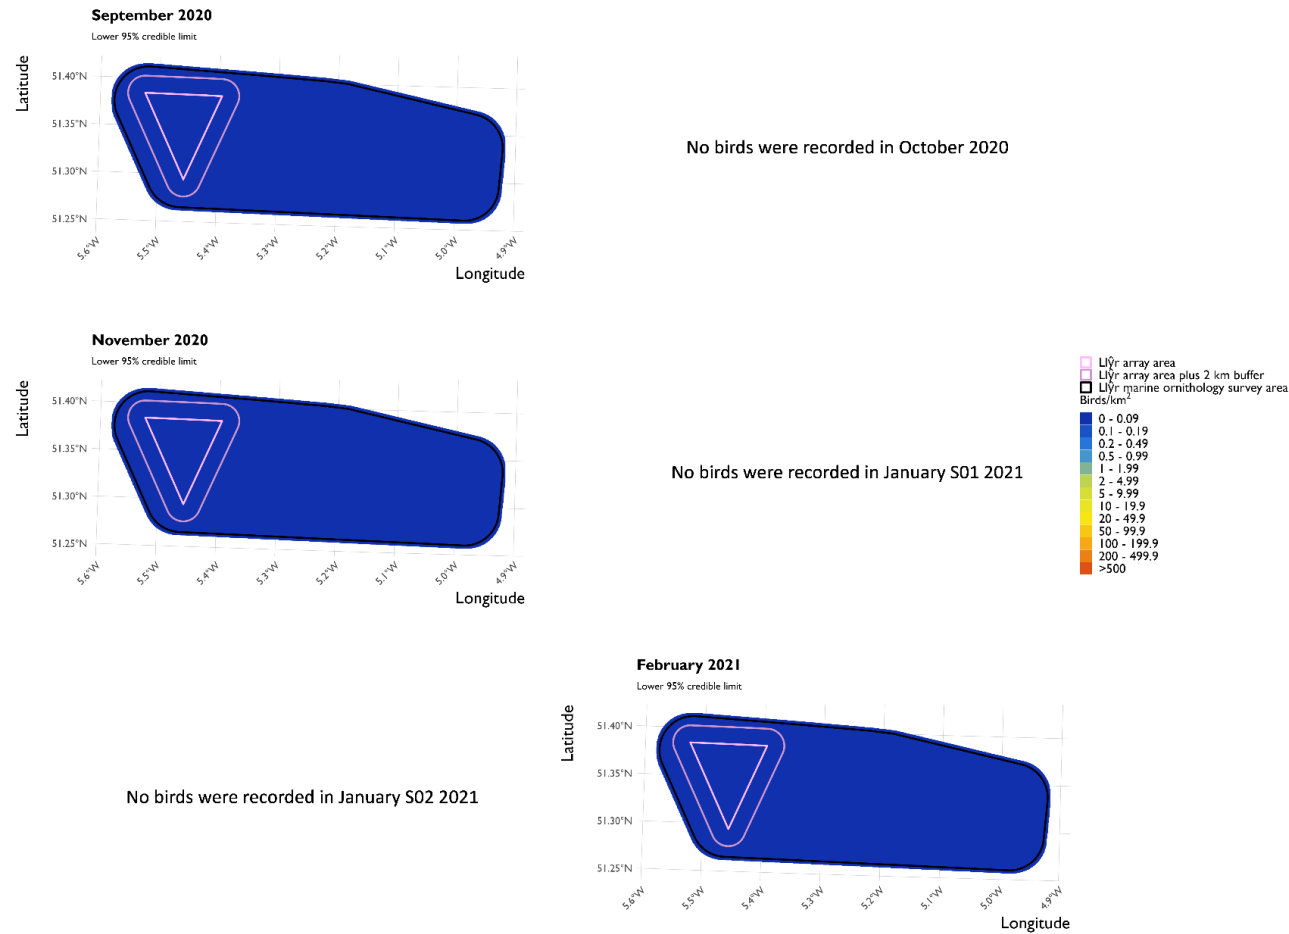 September 2020
Lower 95% credible limit
Latitude
51.40°N
51.35°N
51.30°N
51.25°N
5.6°W
5.5°W
5.4°W
5.3°W
5.2°W
5.1°W
5.0°W
4.9°W
Longitude
No birds were recorded in October 2020
November 2020
Lower 95% credible limit
Latitude
51.40°N
51.35°N
51.30°N
51.25°N
5.6°W
5.5°W
5.4°W
5.3°W
5.2°W
5.1°W
5.0°W
4.9°W
Longitude
No birds were recorded in January S01 2021
Llŷr array area
Llŷr array area plus 2 km buffer
Llŷr marine ornithology survey area
Birds/km²
0 - 0.09
0.1 - 0.19
0.2 - 0.49
0.5 - 0.99
1 - 1.99
2 - 4.99
5 - 9.99
10 - 19.9
20 - 49.9
50 - 99.9
100 - 199.9
200 - 499.9
>500
No birds were recorded in January S02 2021
February 2021
Lower 95% credible limit
Latitude
51.40°N
51.35°N
51.30°N
51.25°N
5.6°W
5.5°W
5.4°W
5.3°W
5.2°W
5.1°W
5.0°W
4.9°W
Longitude